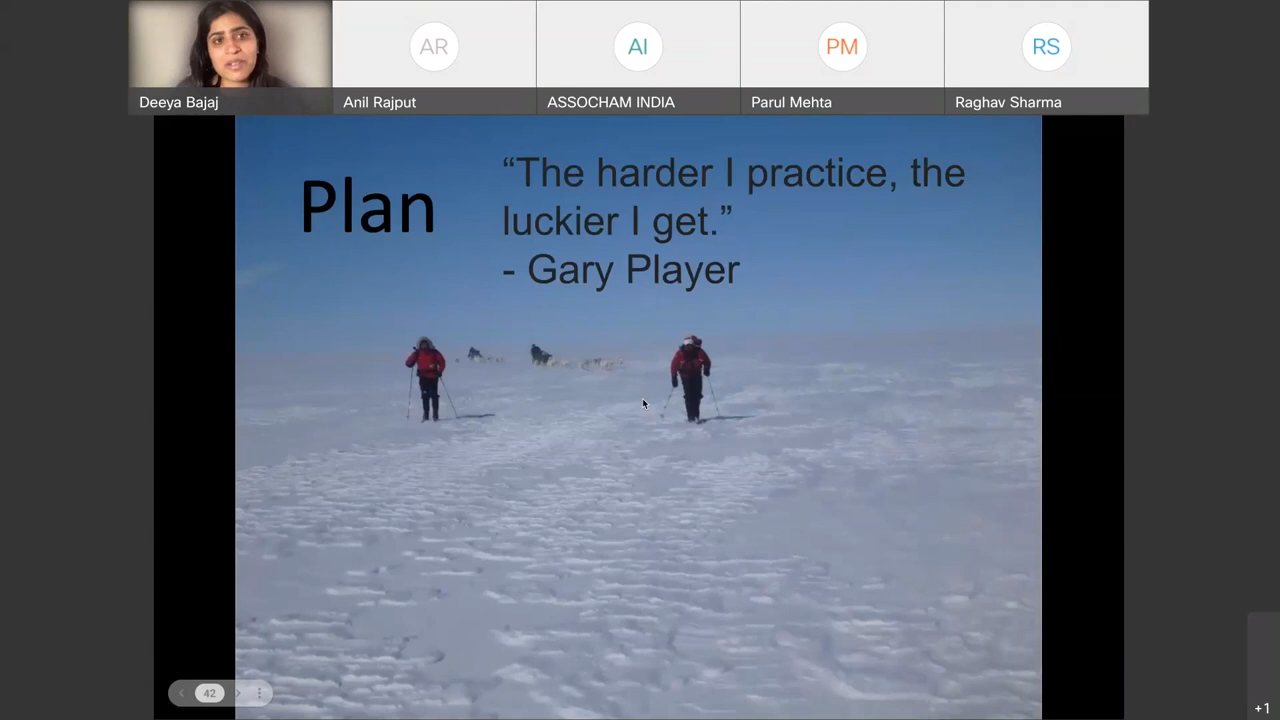 AR
AI
PM
RS
Deeya Bajaj
Anil Rajput
ASSOCHAM INDIA
Parul Mehta
Raghav Sharma
Plan
“The harder I practice, the
luckier I get.”
- Gary Player
42
+1